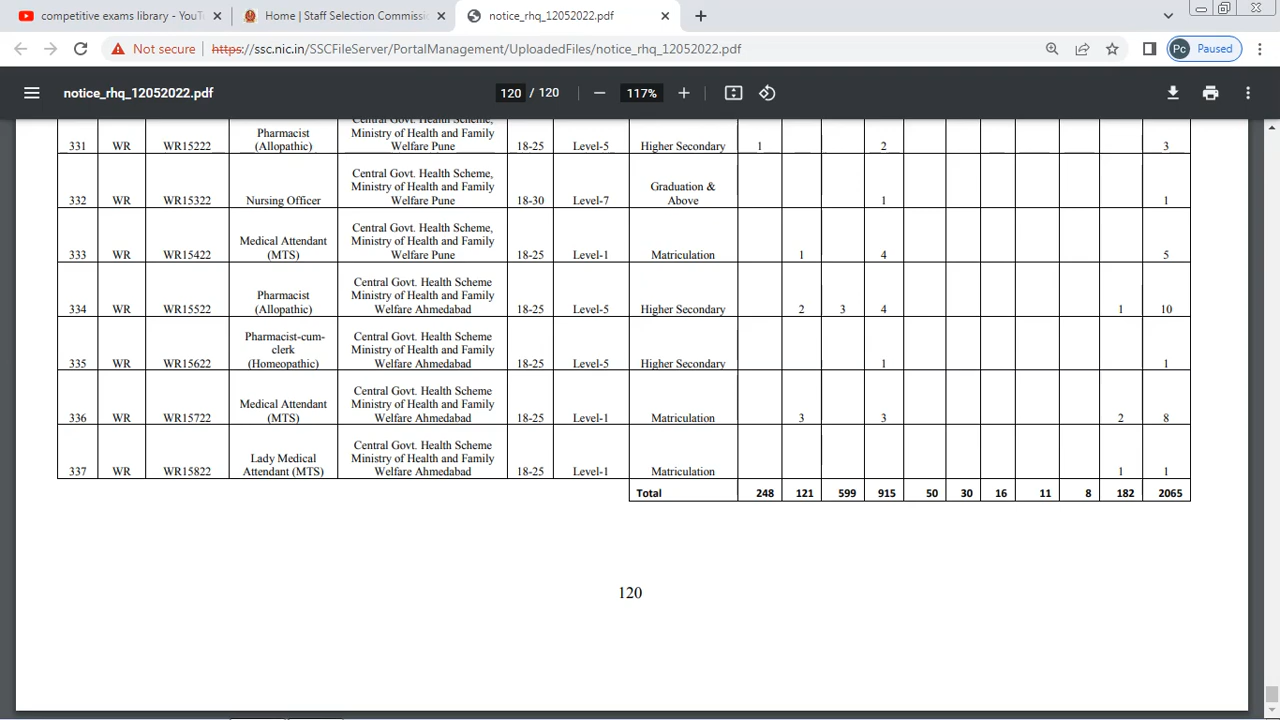 competitive exams library - YouT
Home | Staff Selection Commissi
notice_rhq_12052022.pdf
Not secure
https://ssc.nic.in/SSCFileServer/PortalManagement/UploadedFiles/notice_rhq_12052022.pdf
Pc Paused
notice_rhq_12052022.pdf
120 / 120
117%
331 WR WR15222 Pharmacist (Allopathic) Central Govt. Health Scheme, Ministry of Health and Family Welfare Pune 18-25 Level-5 Higher Secondary 1 2 3
332 WR WR15322 Nursing Officer Central Govt. Health Scheme, Ministry of Health and Family Welfare Pune 18-30 Level-7 Graduation & Above 1 1
333 WR WR15422 Medical Attendant (MTS) Central Govt. Health Scheme, Ministry of Health and Family Welfare Pune 18-25 Level-1 Matriculation 1 4 5
334 WR WR15522 Pharmacist (Allopathic) Central Govt. Health Scheme Ministry of Health and Family Welfare Ahmedabad 18-25 Level-5 Higher Secondary 2 3 4 1 10
335 WR WR15622 Pharmacist-cum-clerk (Homeopathic) Central Govt. Health Scheme Ministry of Health and Family Welfare Ahmedabad 18-25 Level-5 Higher Secondary 1 1
336 WR WR15722 Medical Attendant (MTS) Central Govt. Health Scheme Ministry of Health and Family Welfare Ahmedabad 18-25 Level-1 Matriculation 3 3 2 8
337 WR WR15822 Lady Medical Attendant (MTS) Central Govt. Health Scheme Ministry of Health and Family Welfare Ahmedabad 18-25 Level-1 Matriculation 1 1
Total 248 121 599 915 50 30 16 11 8 182 2065
120